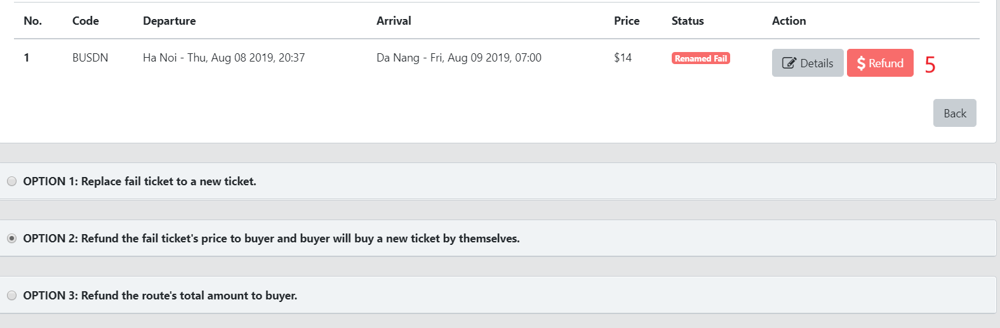 No. Code Departure Arrival Price Status Action
1 BUSDN Ha Noi - Thu, Aug 08 2019, 20:37 Da Nang - Fri, Aug 09 2019, 07:00 $14 Renamed Fail Details $ Refund 5
Back
OPTION 1: Replace fail ticket to a new ticket.
OPTION 2: Refund the fail ticket's price to buyer and buyer will buy a new ticket by themselves.
OPTION 3: Refund the route's total amount to buyer.